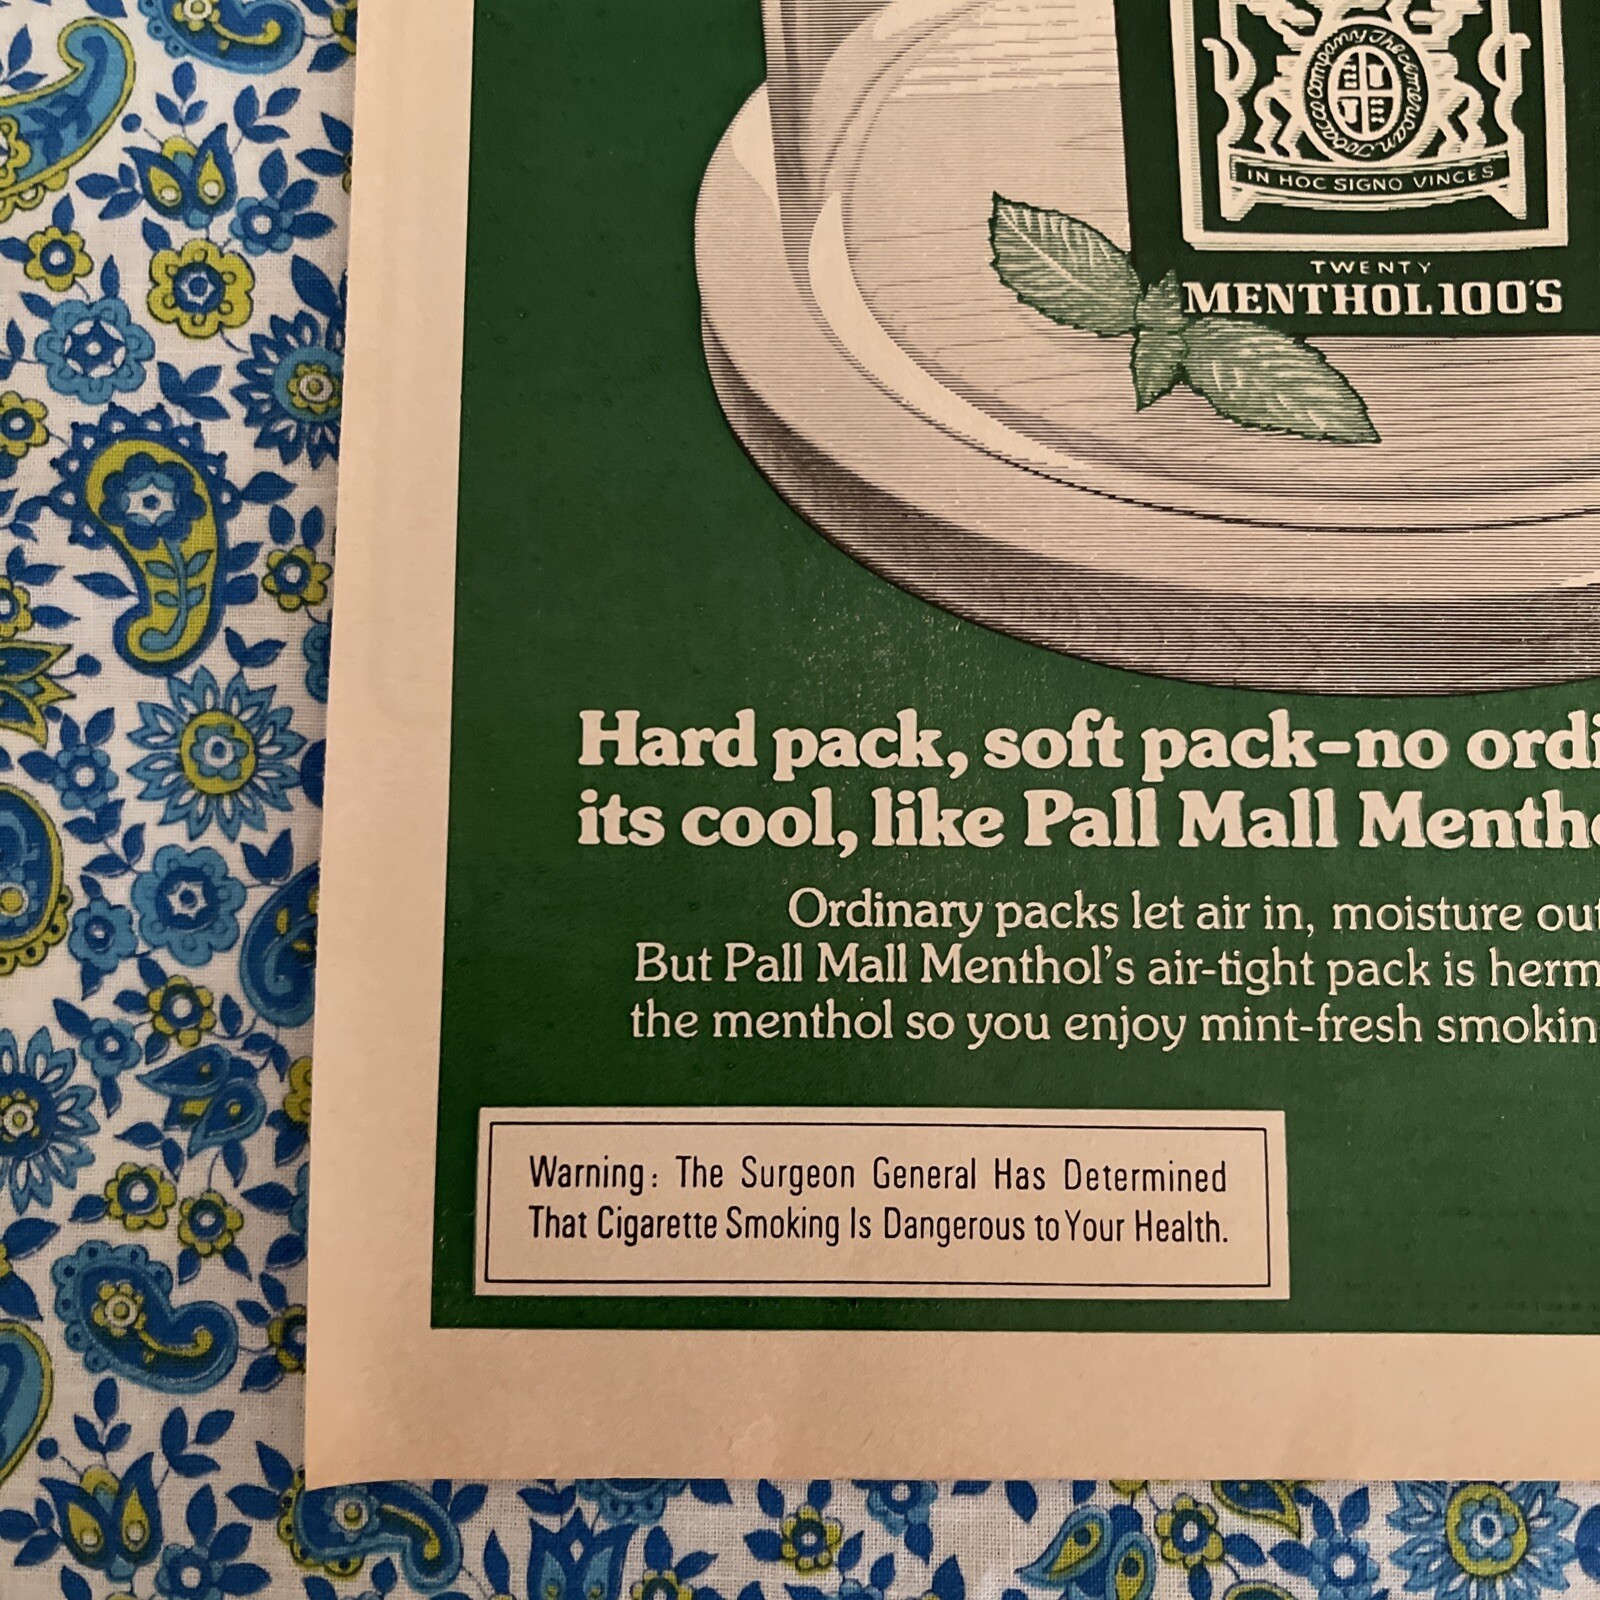 The American Tobacco Company
IN HOC SIGNO VINCES
TWENTY
MENTHOL 100'S
Hard pack, soft pack-no ordi
its cool, like Pall Mall Mentho
Ordinary packs let air in, moisture out
But Pall Mall Menthol's air-tight pack is herm
the menthol so you enjoy mint-fresh smokin
Warning: The Surgeon General Has Determined
That Cigarette Smoking Is Dangerous to Your Health.